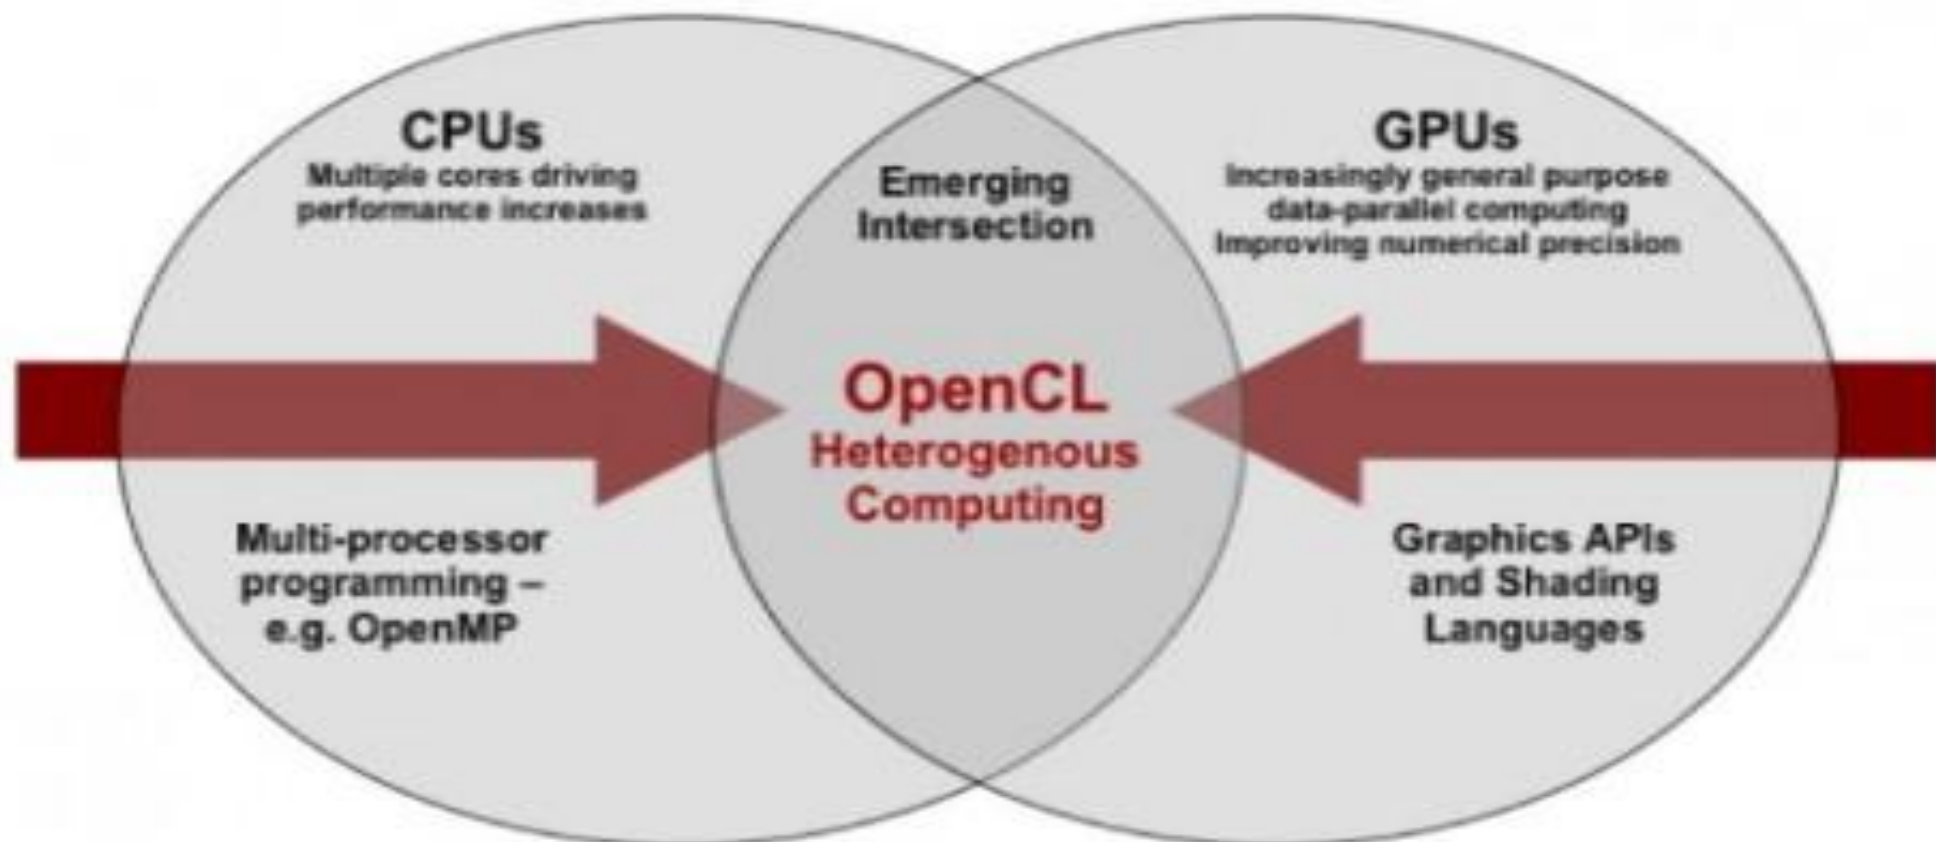 CPUs
Multiple cores driving
performance increases
Multi-processor
programming –
e.g. OpenMP
Emerging
Intersection
OpenCL
Heterogenous
Computing
GPUs
Increasingly general purpose
data-parallel computing
Improving numerical precision
Graphics APIs
and Shading
Languages